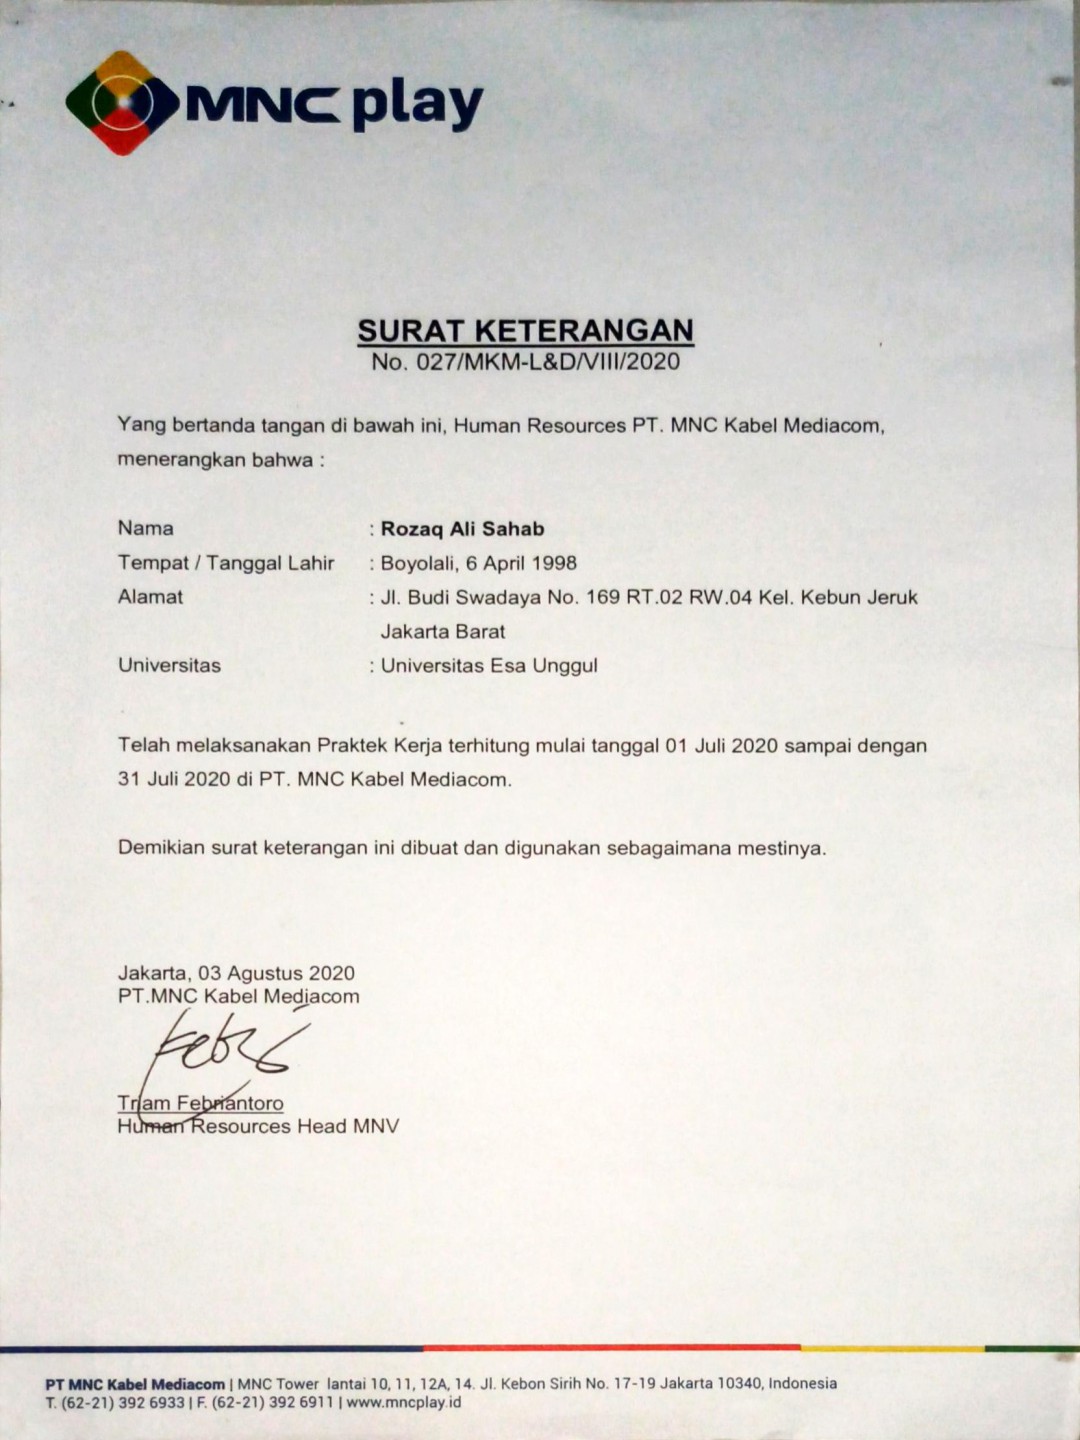 MNC play
SURAT KETERANGAN
No. 027/MKM-L&D/VIII/2020
Yang bertanda tangan di bawah ini, Human Resources PT. MNC Kabel Mediacom,
menerangkan bahwa :
Nama : Rozaq Ali Sahab
Tempat / Tanggal Lahir : Boyolali, 6 April 1998
Alamat : Jl. Budi Swadaya No. 169 RT.02 RW.04 Kel. Kebun Jeruk
Jakarta Barat
Universitas : Universitas Esa Unggul
Telah melaksanakan Praktek Kerja terhitung mulai tanggal 01 Juli 2020 sampai dengan
31 Juli 2020 di PT. MNC Kabel Mediacom.
Demikian surat keterangan ini dibuat dan digunakan sebagaimana mestinya.
Jakarta, 03 Agustus 2020
PT.MNC Kabel Mediacom
Triam Febriantoro
Human Resources Head MNV
PT MNC Kabel Mediacom | MNC Tower lantai 10, 11, 12A, 14. Jl. Kebon Sirih No. 17-19 Jakarta 10340, Indonesia
T. (62-21) 392 6933 | F. (62-21) 392 6911 | www.mncplay.id